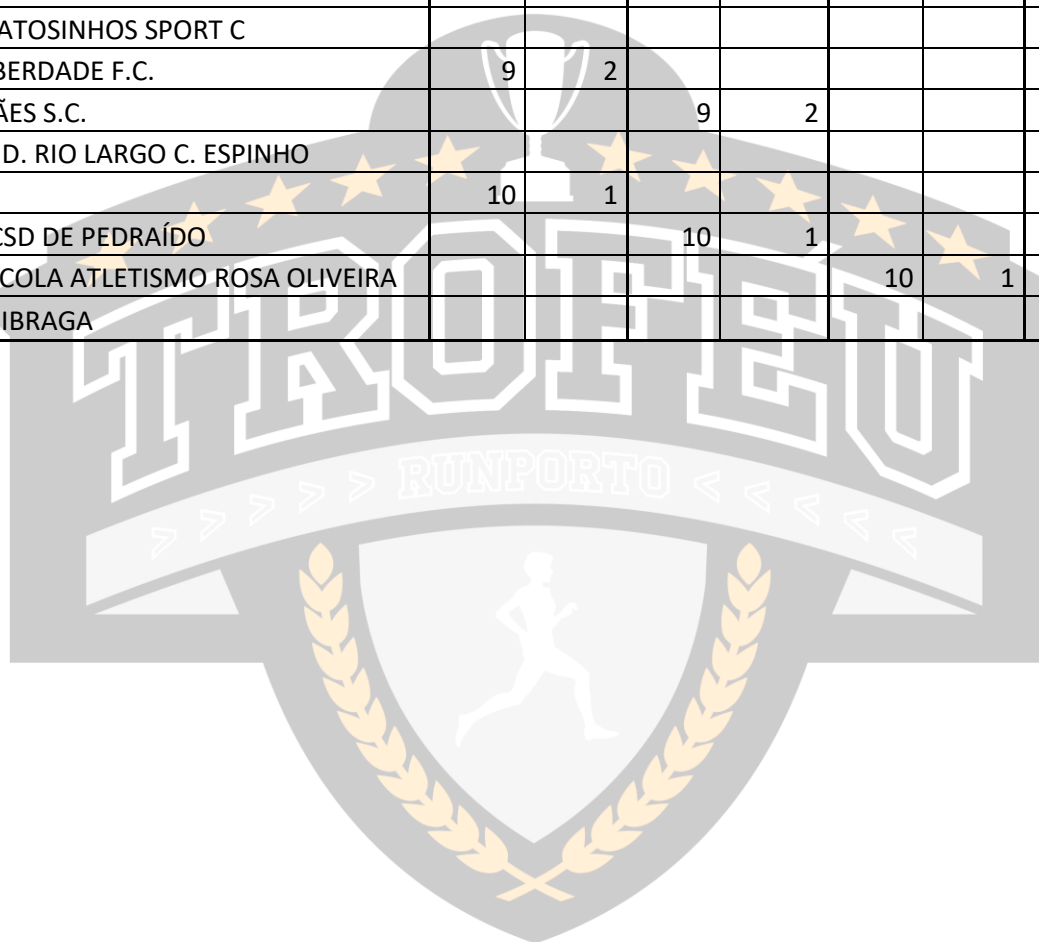 ATOSINHOS SPORT C
BERDADE F.C. 9 2
ÃES S.C. 9 2
D. RIO LARGO C. ESPINHO
10 1
CSD DE PEDRAÍDO 10 1
COLA ATLETISMO ROSA OLIVEIRA 10 1
IBRAGA
TROFEU
> > > > > RUNPORTO < < < < <